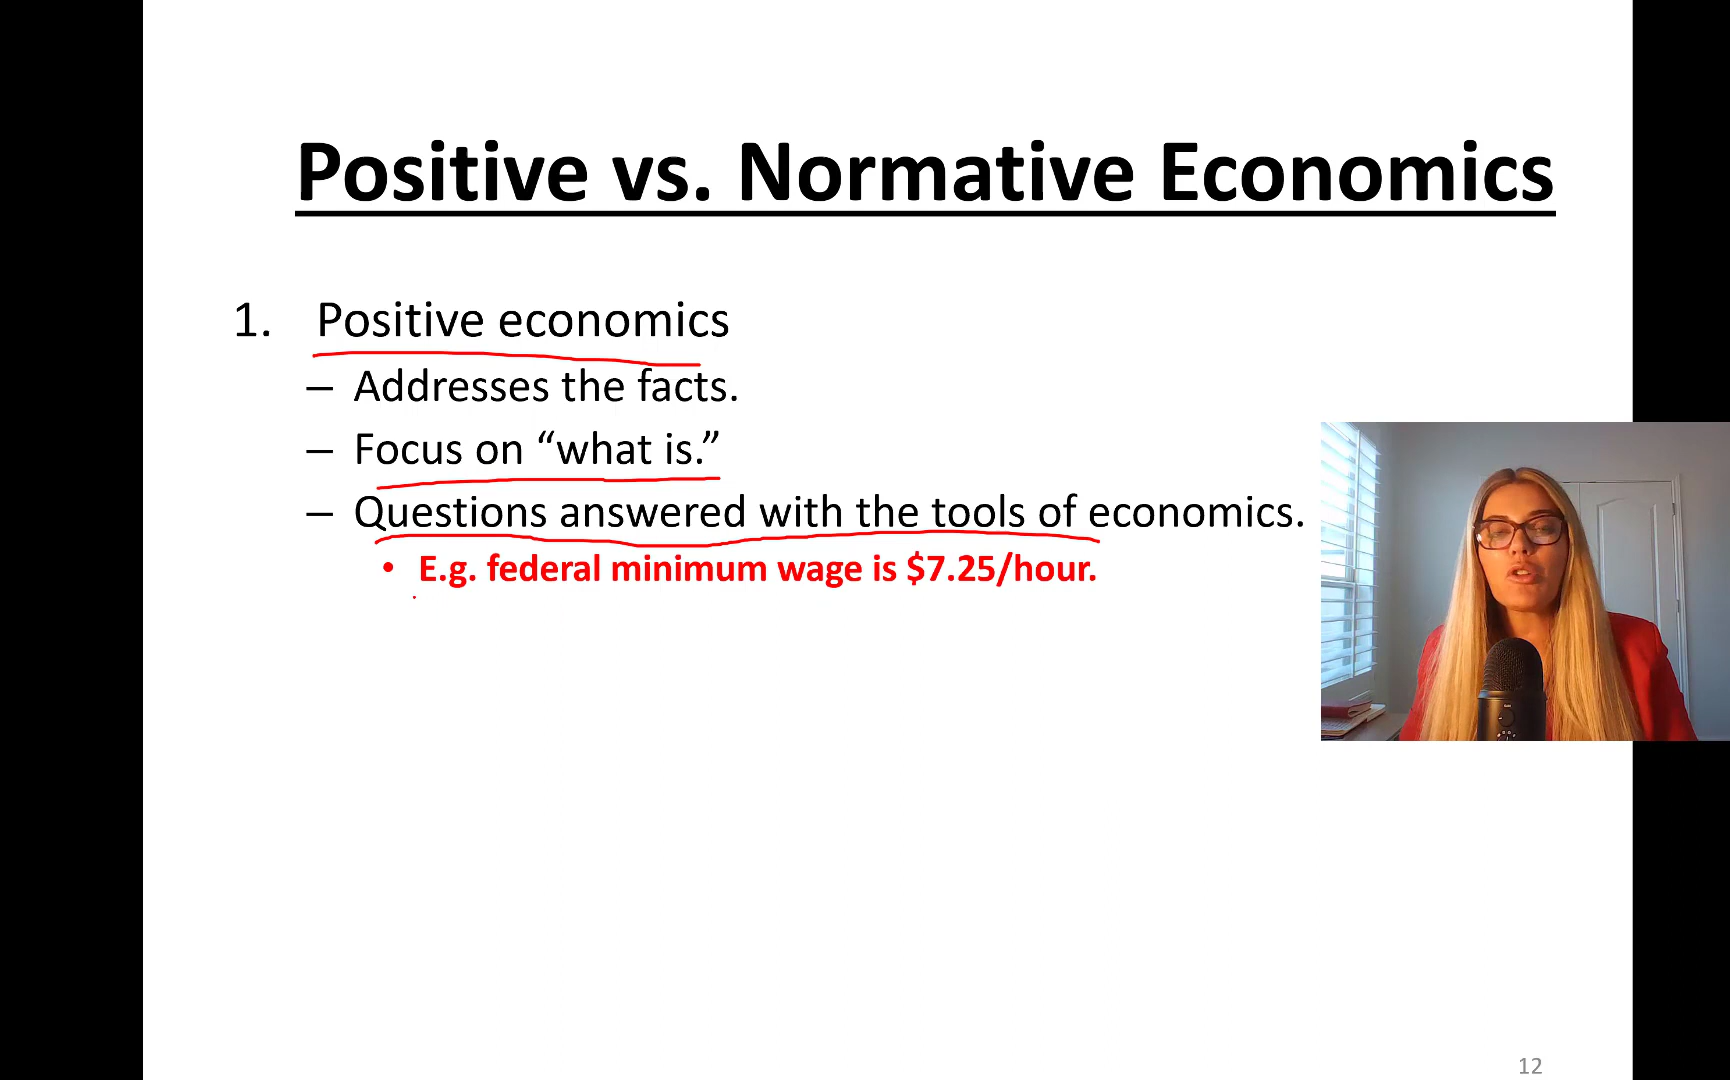 Positive vs. Normative Economics
1. Positive economics
– Addresses the facts.
– Focus on “what is.”
– Questions answered with the tools of economics.
• E.g. federal minimum wage is $7.25/hour.
12